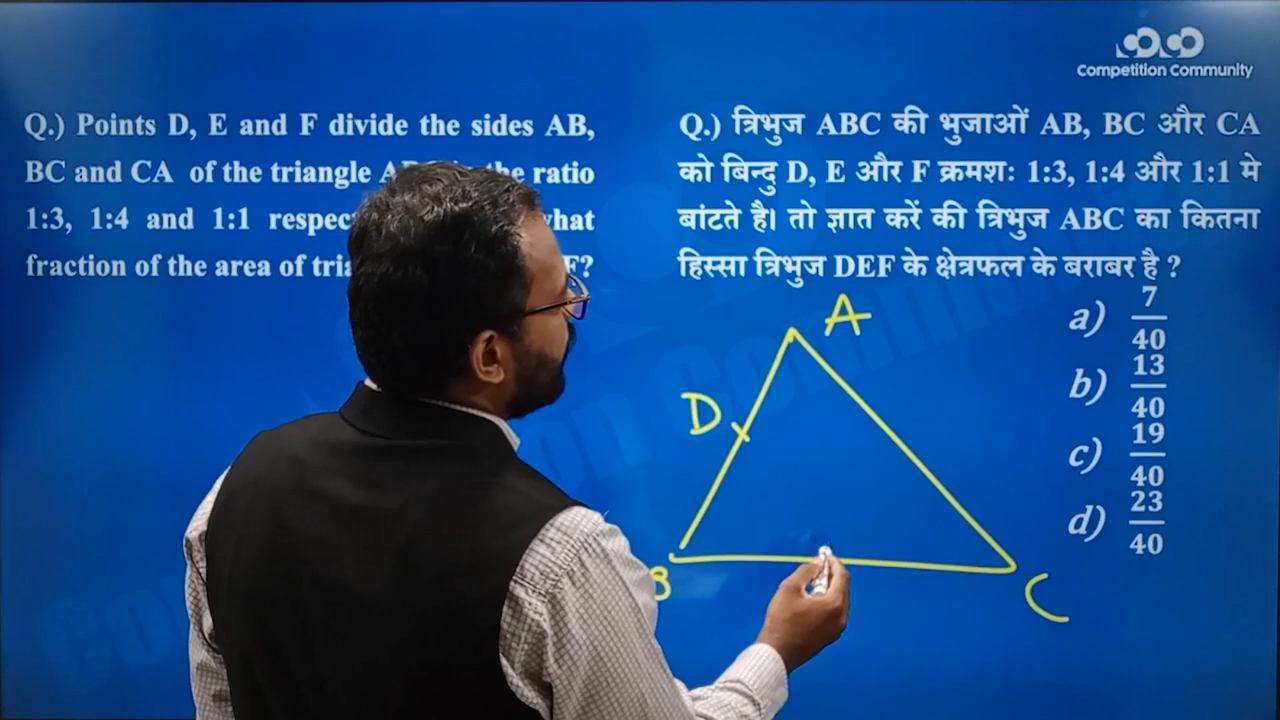 Competition Community
Q.) Points D, E and F divide the sides AB,
BC and CA of the triangle the ratio
1:3, 1:4 and 1:1
fraction of the area of
Q.) त्रिभुज ABC की भुजाओं AB, BC और CA
को बिन्दु D, E और F क्रमश: 1:3, 1:4 और 1:1 मे
बांटते है। तो ज्ञात करें की त्रिभुज ABC का कितना
हिस्सा त्रिभुज DEF के क्षेत्रफल के बराबर है ?
a) 7/40
b) 13/40
c) 19/40
d) 23/40
A
D
B
C